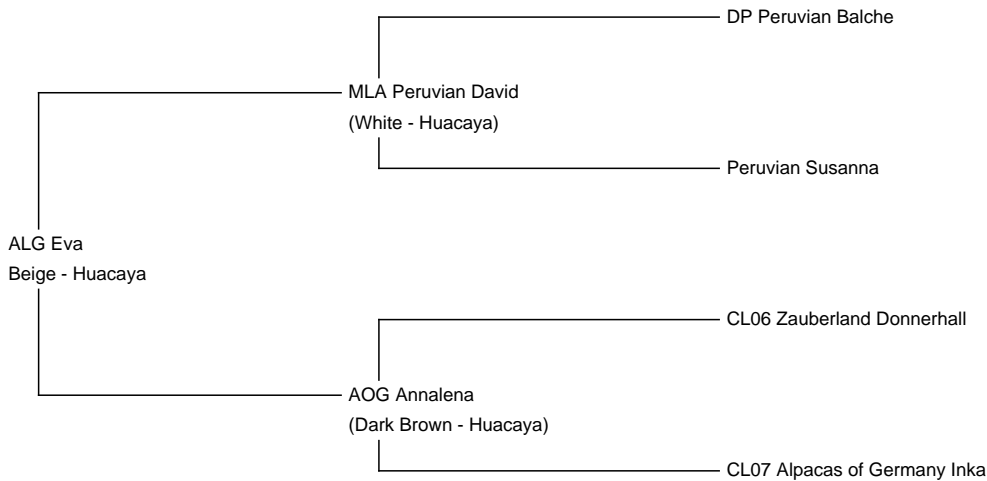 DP Peruvian Balche
MLA Peruvian David
(White - Huacaya)
Peruvian Susanna
ALG Eva
Beige - Huacaya
CL06 Zauberland Donnerhall
AOG Annalena
(Dark Brown - Huacaya)
CL07 Alpacas of Germany Inka